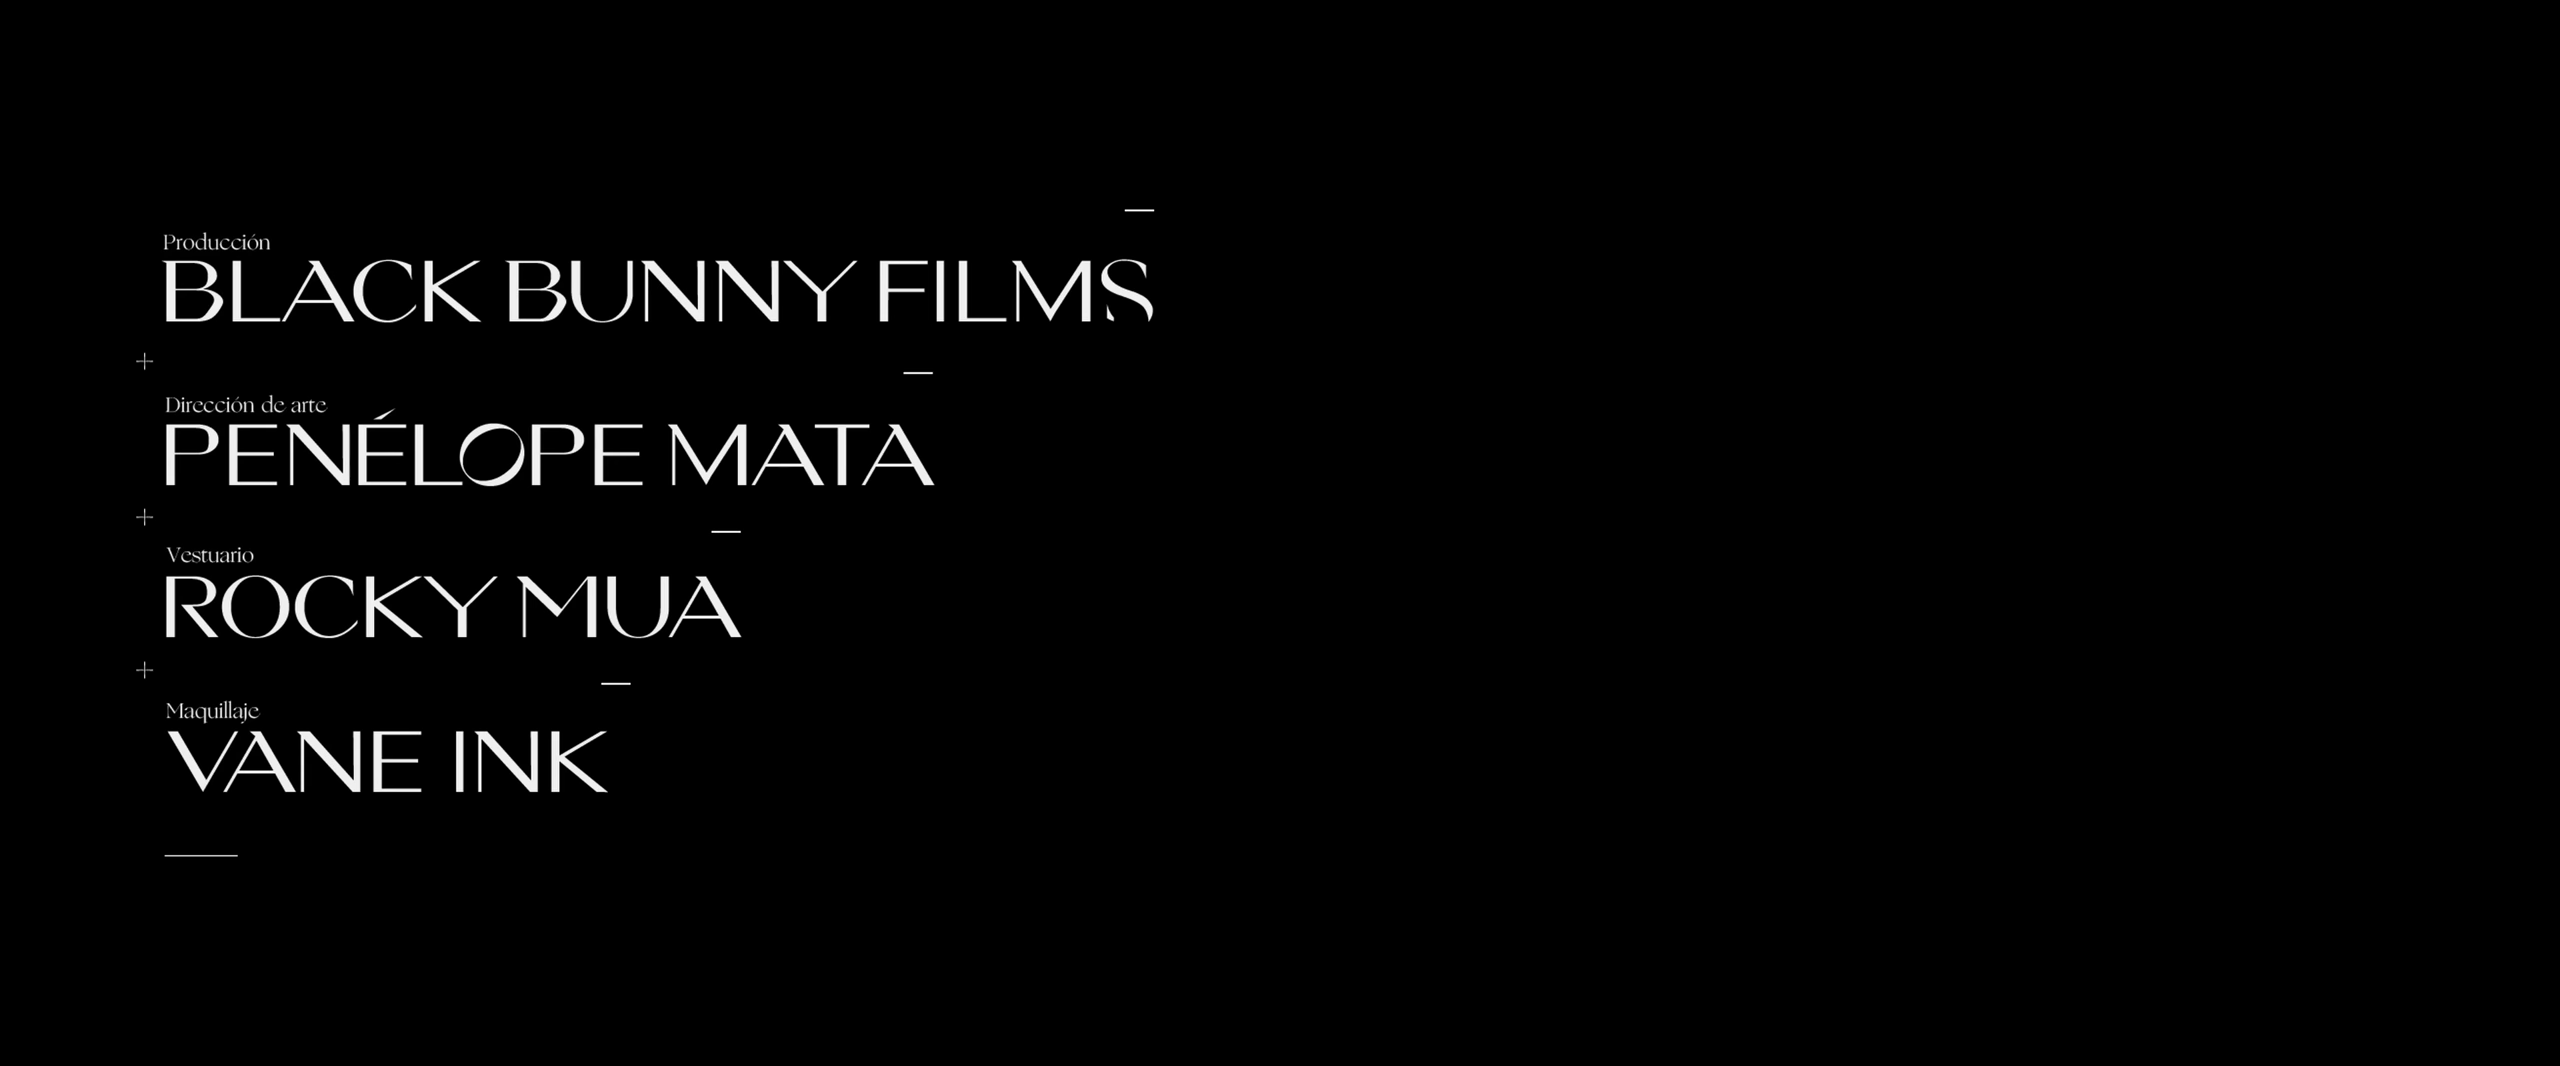 Producción
BLACK BUNNY FILMS
Dirección de arte
PENÉLOPE MATA
Vestuario
ROCKY MUA
Maquillaje
VANE INK